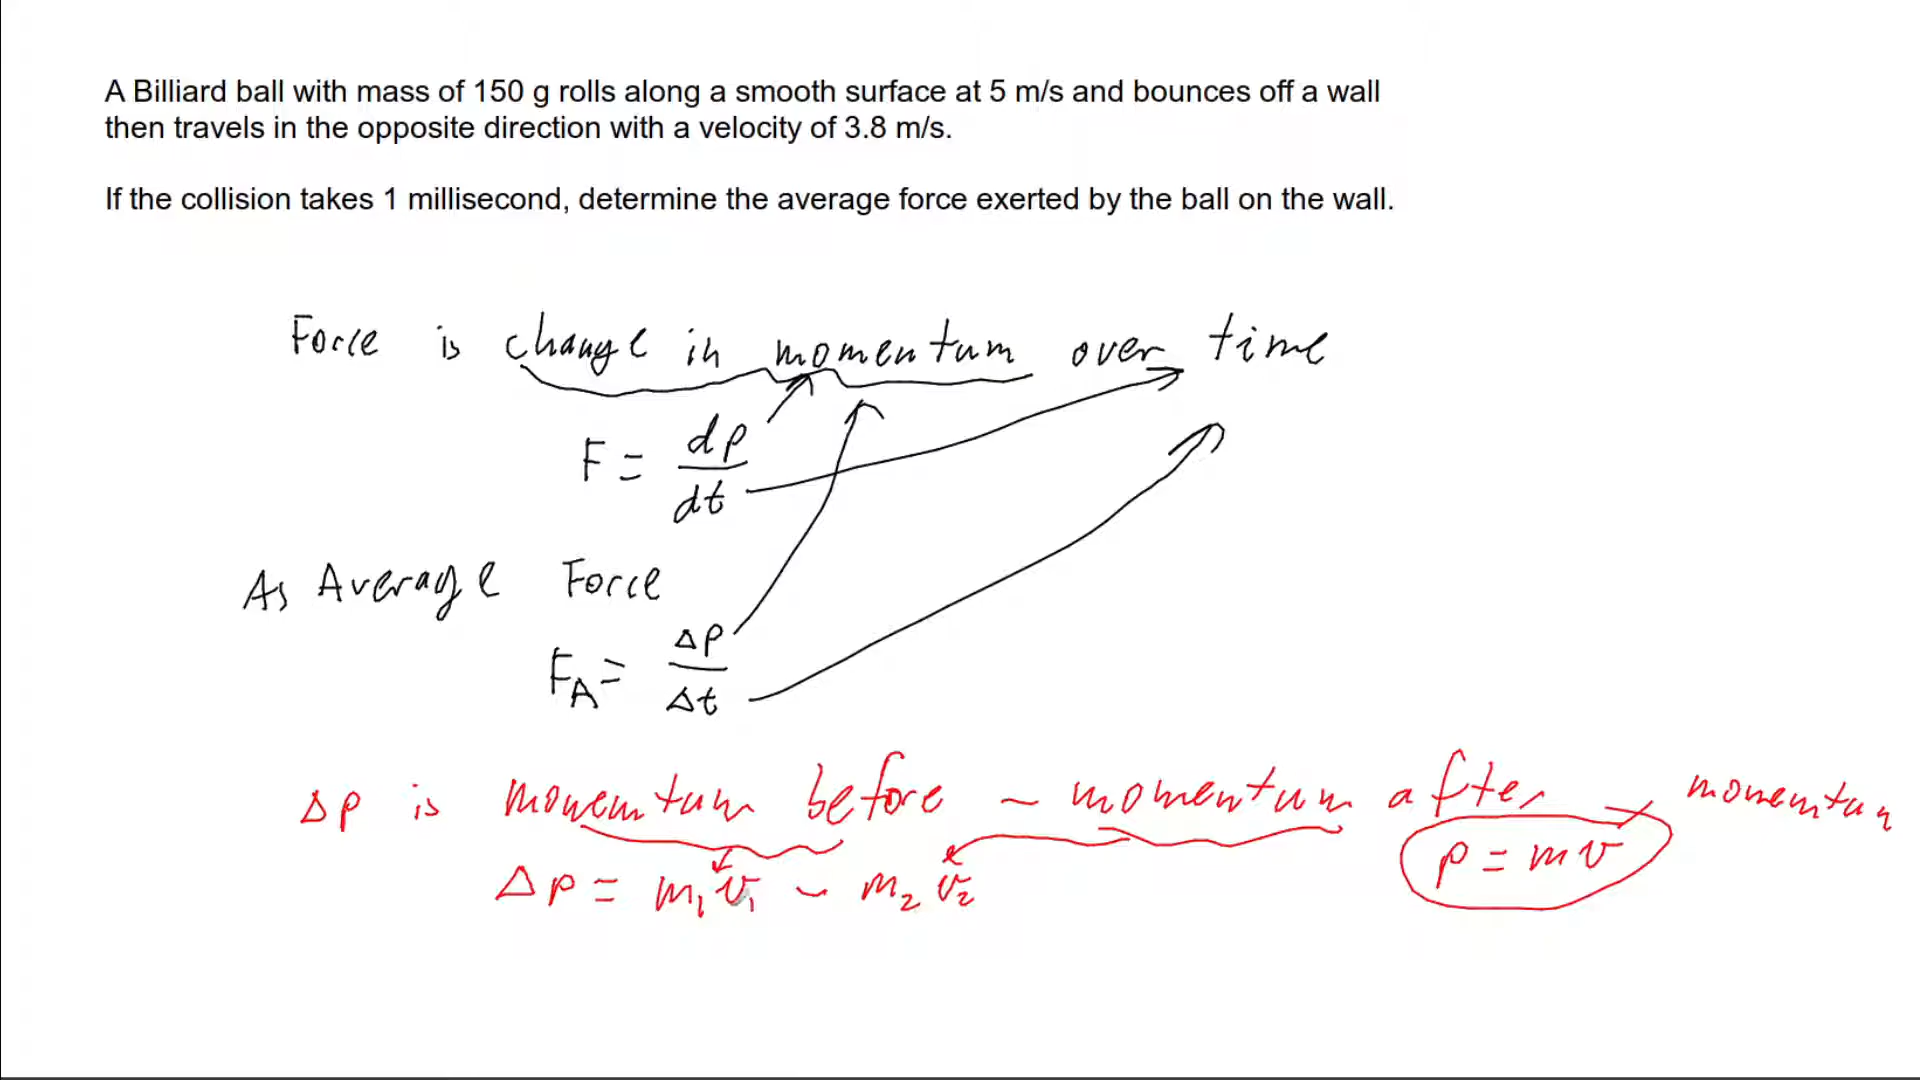 A Billiard ball with mass of 150 g rolls along a smooth surface at 5 m/s and bounces off a wall
then travels in the opposite direction with a velocity of 3.8 m/s.
If the collision takes 1 millisecond, determine the average force exerted by the ball on the wall.
Force is change in momentum over time
F = dp/dt
As Average Force
F_A = Δp/Δt
Δp is momentum before - momentum after → momentum
Δp = m₁v₁ - m₂v₂
p = mv